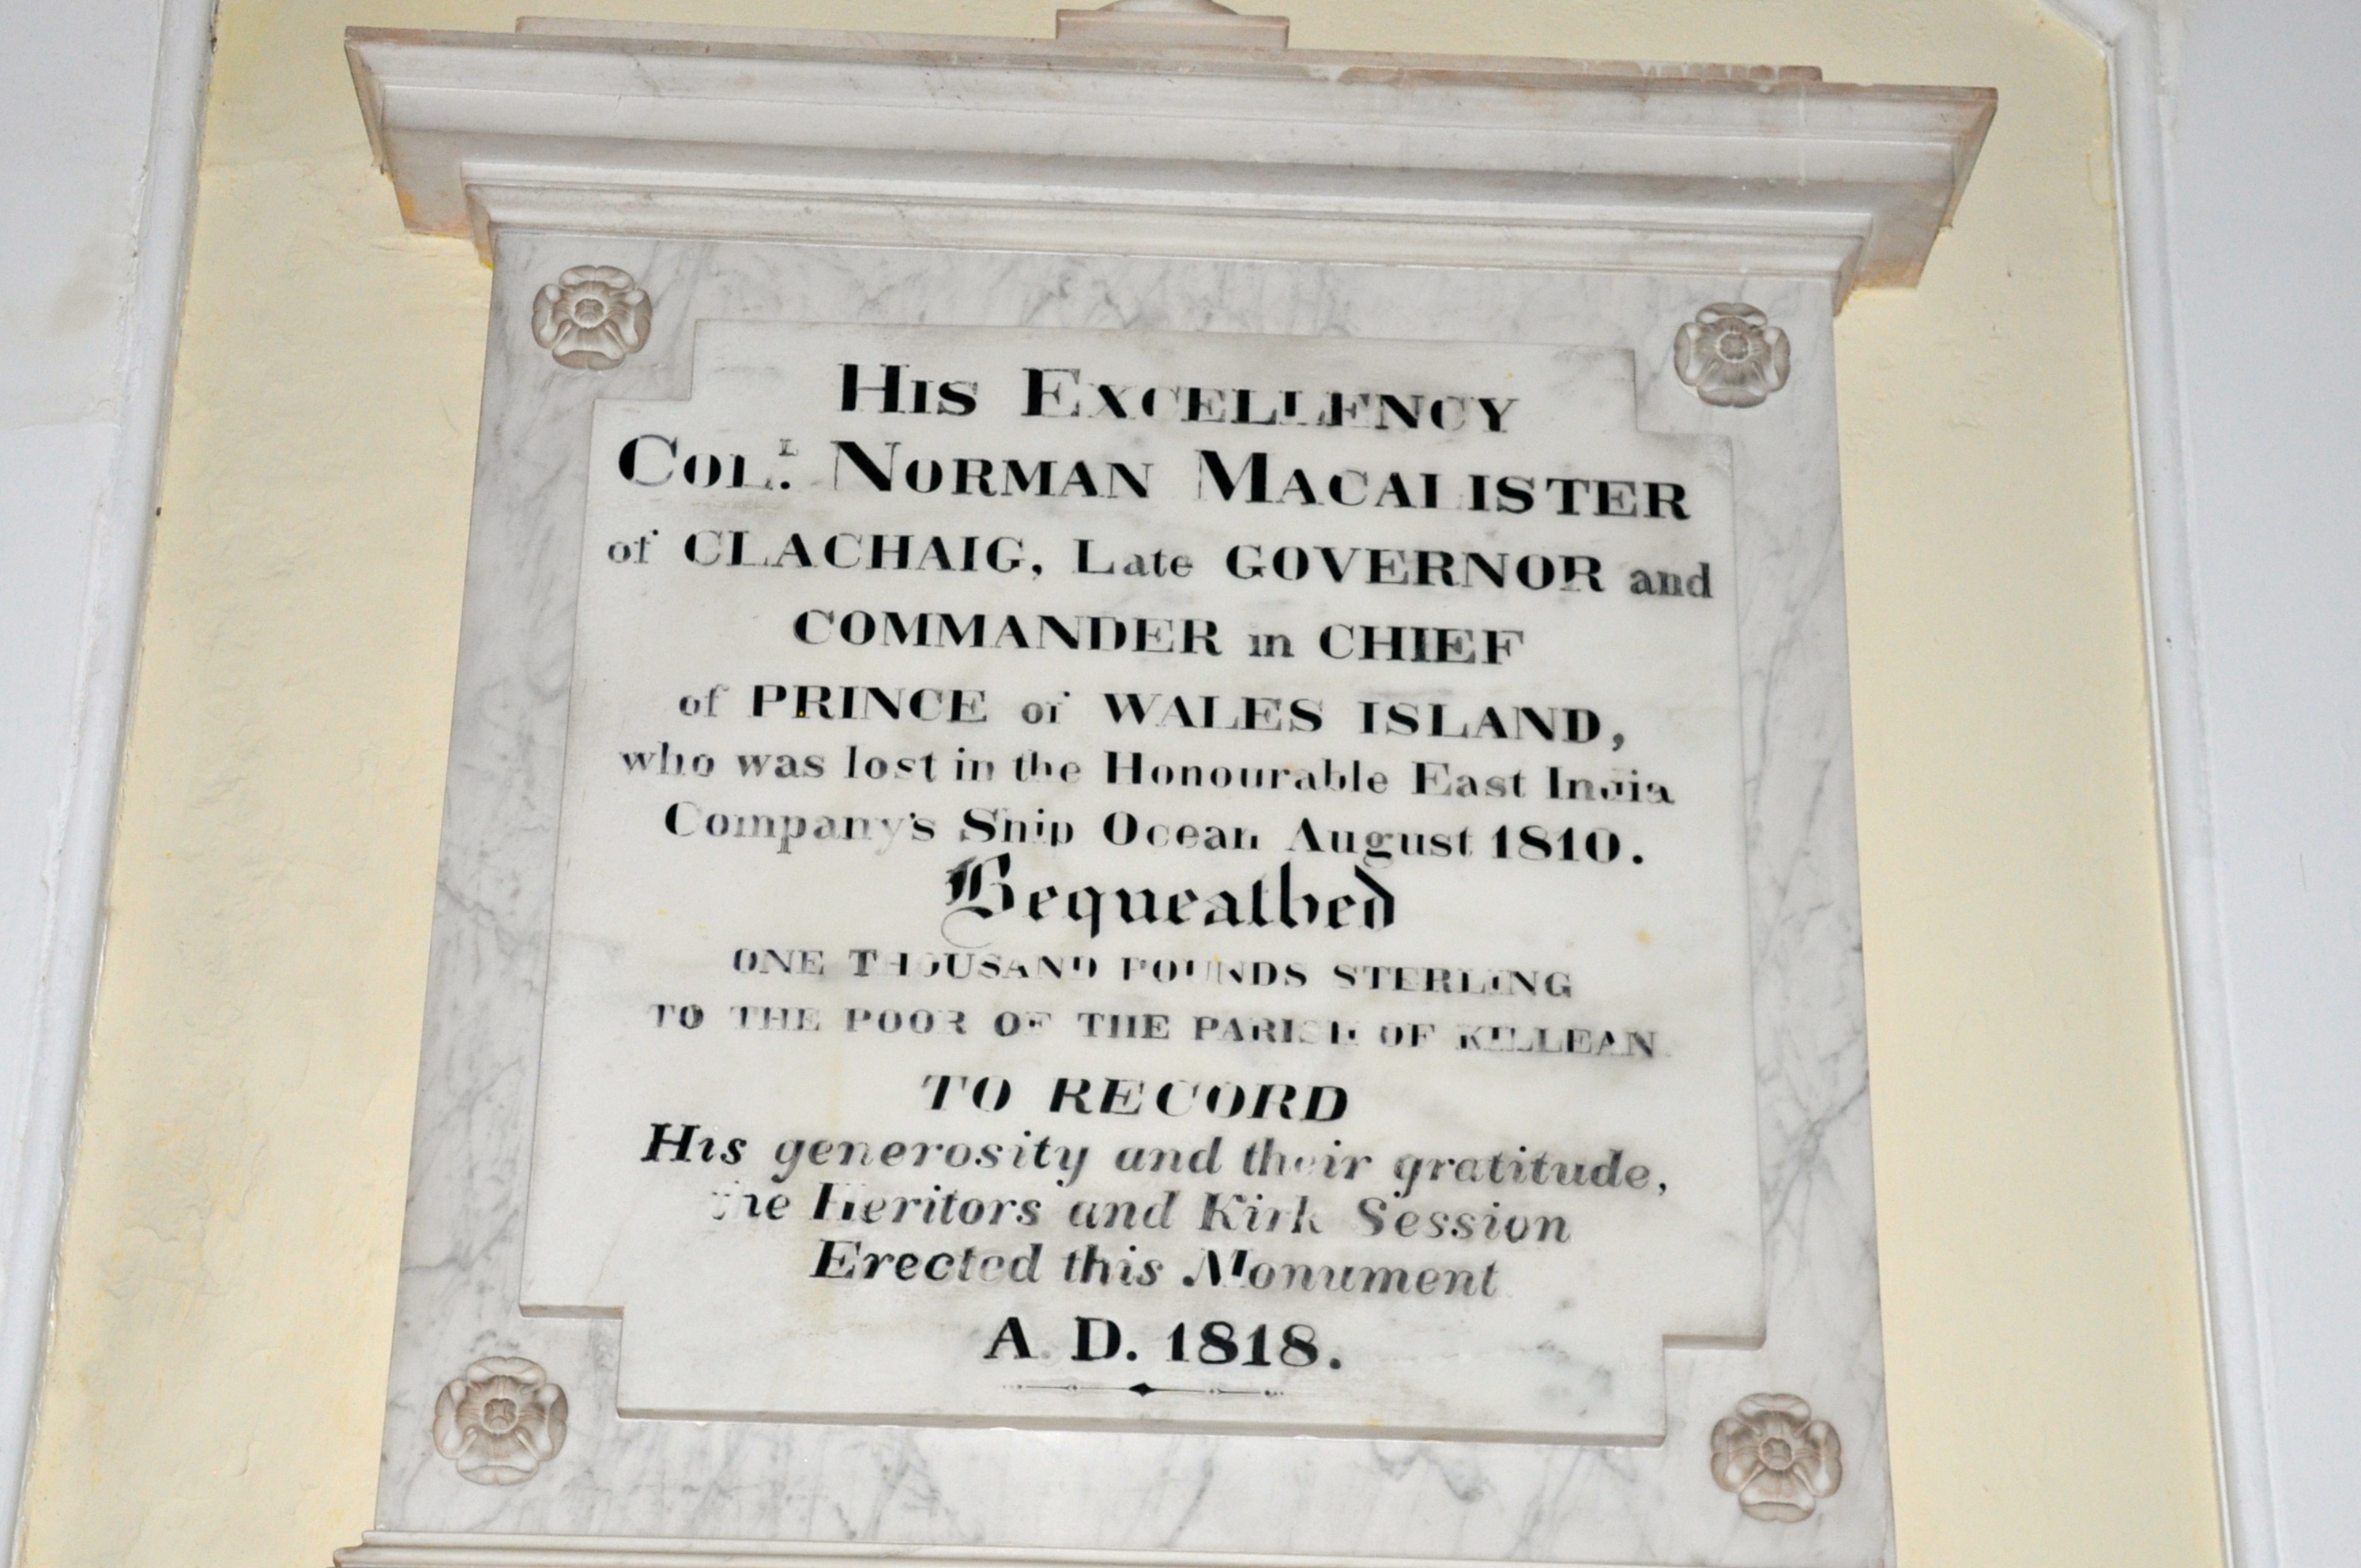 HIS EXCELLENCY
COL.L NORMAN MACALISTER
of CLACHAIG, Late GOVERNOR and
COMMANDER in CHIEF
of PRINCE of WALES ISLAND,
who was lost in the Honourable East India
Company's Ship Ocean August 1810.
Bequeathed
ONE THOUSAND POUNDS STERLING
TO THE POOR OF THE PARISH OF KILLEAN
TO RECORD
His generosity and their gratitude,
the Heritors and Kirk Session
Erected this Monument
A. D. 1818.